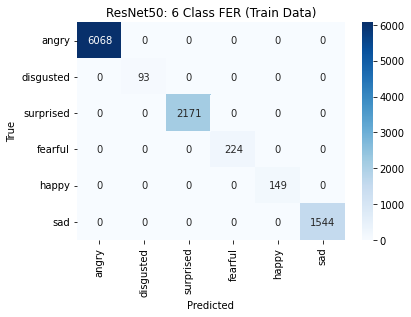 ResNet50: 6 Class FER (Train Data)
angry 6068 0 0 0 0 0
disgusted 0 93 0 0 0 0
surprised 0 0 2171 0 0 0
fearful 0 0 0 224 0 0
happy 0 0 0 0 149 0
sad 0 0 0 0 0 1544
angry disgusted surprised fearful happy sad
Predicted
True
6000
5000
4000
3000
2000
1000
0